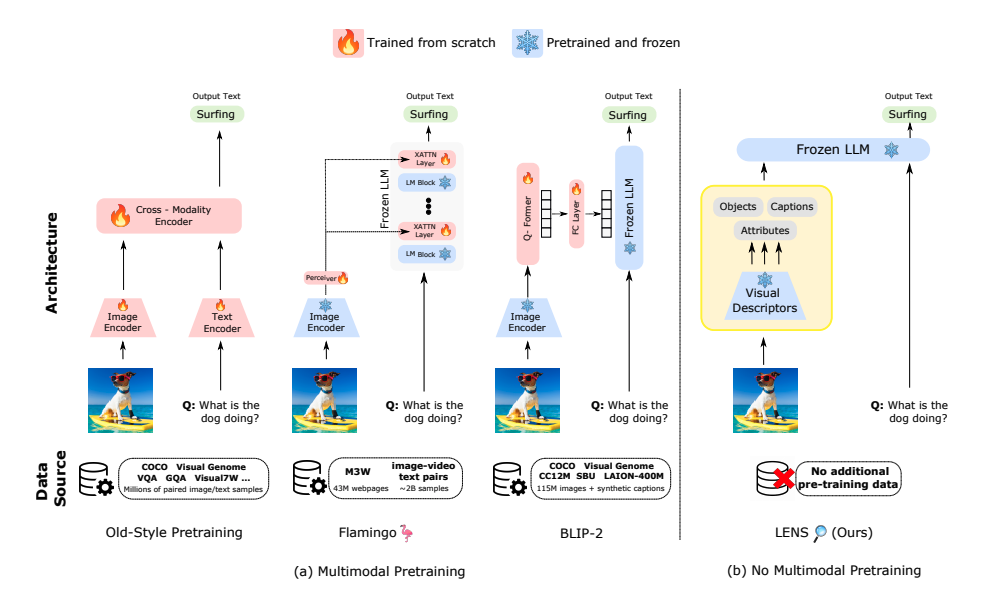 Trained from scratch
Pretrained and frozen
Architecture
Output Text
Surfing
Cross - Modality
Encoder
Image
Encoder
Text
Encoder
Q: What is the
dog doing?
Output Text
Surfing
Frozen LLM
XATTN
Layer
LM Block
XATTN
Layer
LM Block
Perceiver
Image
Encoder
Q: What is the
dog doing?
Output Text
Surfing
Q- Former
FC Layer
Frozen LLM
Image
Encoder
Q: What is the
dog doing?
Output Text
Surfing
Frozen LLM
Objects
Captions
Attributes
Visual
Descriptors
Q: What is the
dog doing?
Data
Source
COCO Visual Genome
VQA GQA Visual7W ...
Millions of paired image/text samples
M3W
43M webpages
image-video
text pairs
~2B samples
COCO Visual Genome
CC12M SBU LAION-400M
115M images + synthetic captions
No additional
pre-training data
Old-Style Pretraining
Flamingo
BLIP-2
LENS (Ours)
(a) Multimodal Pretraining
(b) No Multimodal Pretraining